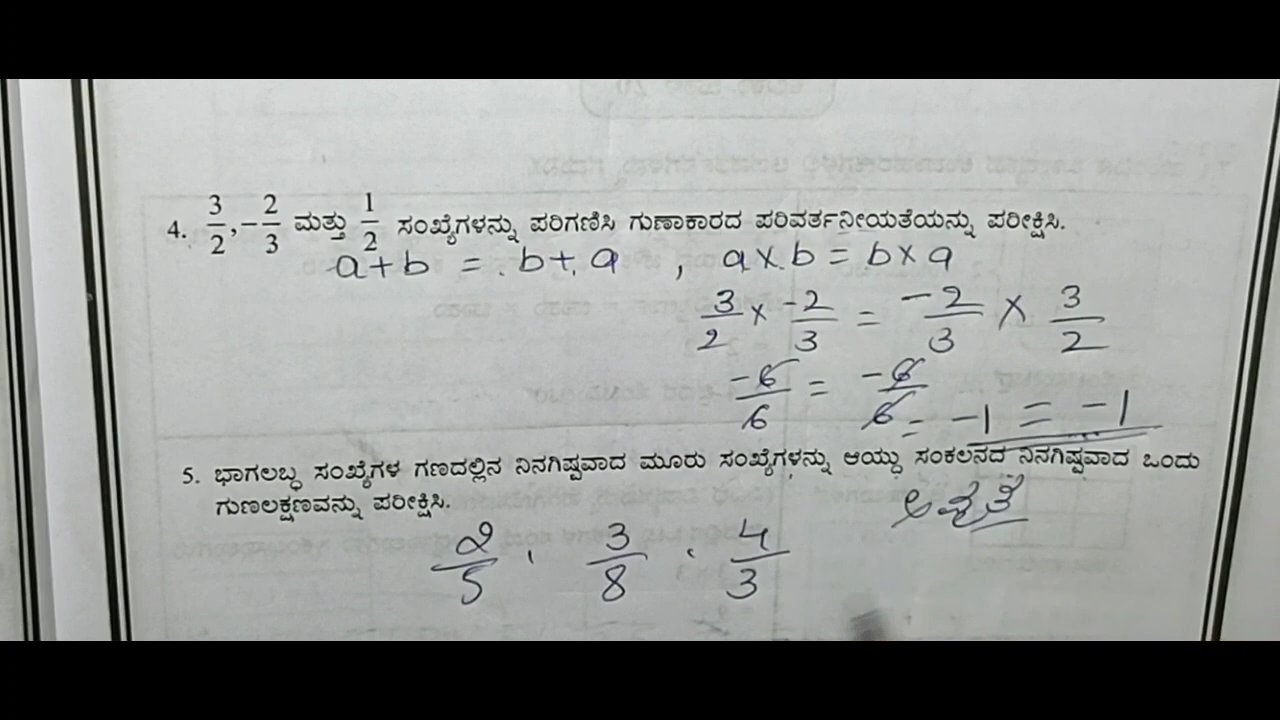 4. 3/2, -2/3 ಮತ್ತು 1/2 ಸಂಖ್ಯೆಗಳನ್ನು ಪರಿಗಣಿಸಿ ಗುಣಾಕಾರದ ಪರಿವರ್ತನೀಯತೆಯನ್ನು ಪರೀಕ್ಷಿಸಿ.
a+b = b+a , a×b = b×a
3/2 × -2/3 = -2/3 × 3/2
-6/6 = -6/6 = -1 = -1
5. ಭಾಗಲಬ್ಧ ಸಂಖ್ಯೆಗಳ ಗಣದಲ್ಲಿನ ನಿನಗಿಷ್ಟವಾದ ಮೂರು ಸಂಖ್ಯೆಗಳನ್ನು ಆಯ್ದು ಸಂಕಲನದ ನಿನಗಿಷ್ಟವಾದ ಒಂದು
ಗುಣಲಕ್ಷಣವನ್ನು ಪರೀಕ್ಷಿಸಿ.
2/5 , 3/8 , 4/3